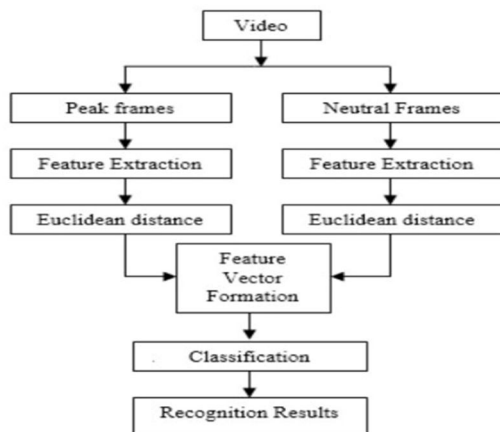 Video
Peak frames
Neutral Frames
Feature Extraction
Feature Extraction
Euclidean distance
Euclidean distance
Feature
Vector
Formation
Classification
Recognition Results